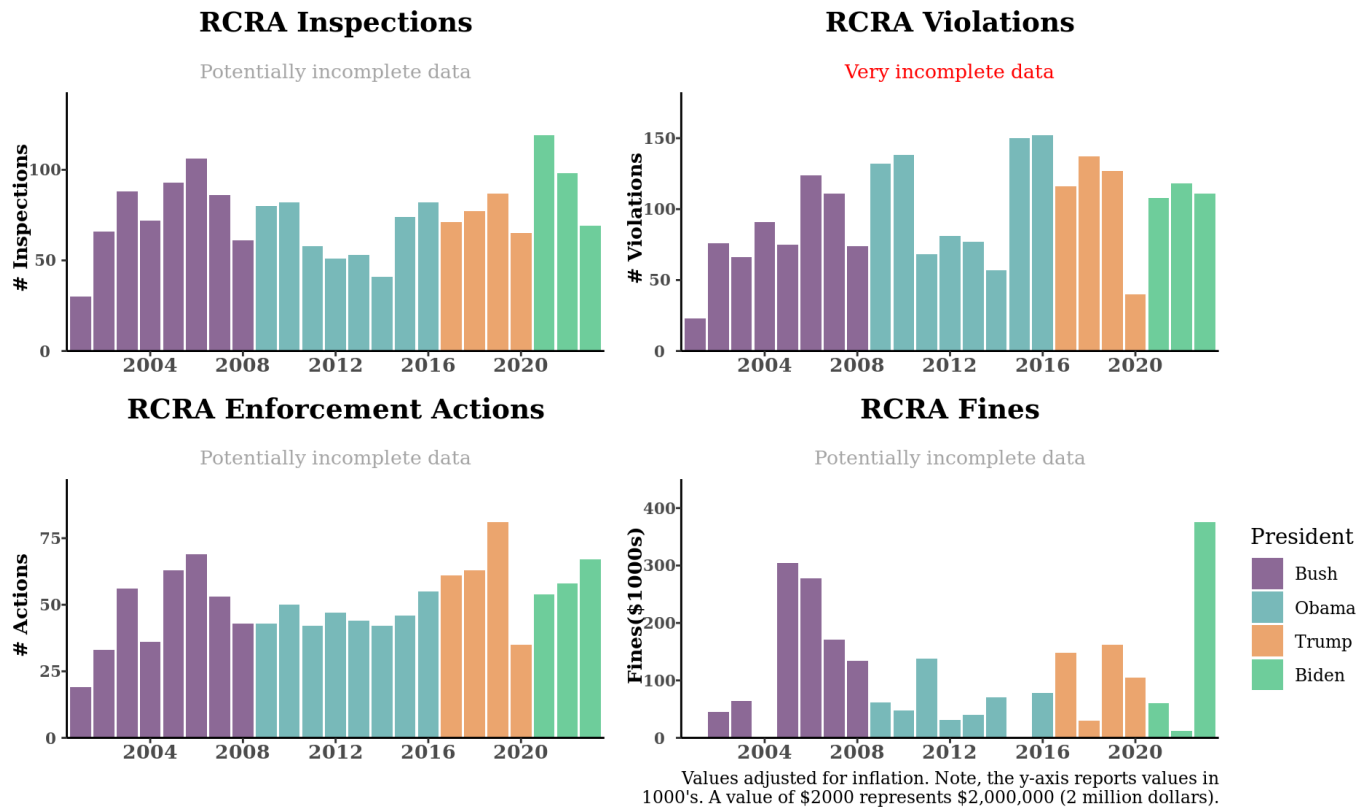 RCRA Inspections
Potentially incomplete data
# Inspections
100
50
0
2004 2008 2012 2016 2020
RCRA Violations
Very incomplete data
# Violations
150
100
50
0
2004 2008 2012 2016 2020
RCRA Enforcement Actions
Potentially incomplete data
# Actions
75
50
25
0
2004 2008 2012 2016 2020
RCRA Fines
Potentially incomplete data
Fines($1000s)
400
300
200
100
0
2004 2008 2012 2016 2020
President
Bush
Obama
Trump
Biden
Values adjusted for inflation. Note, the y-axis reports values in
1000's. A value of $2000 represents $2,000,000 (2 million dollars).